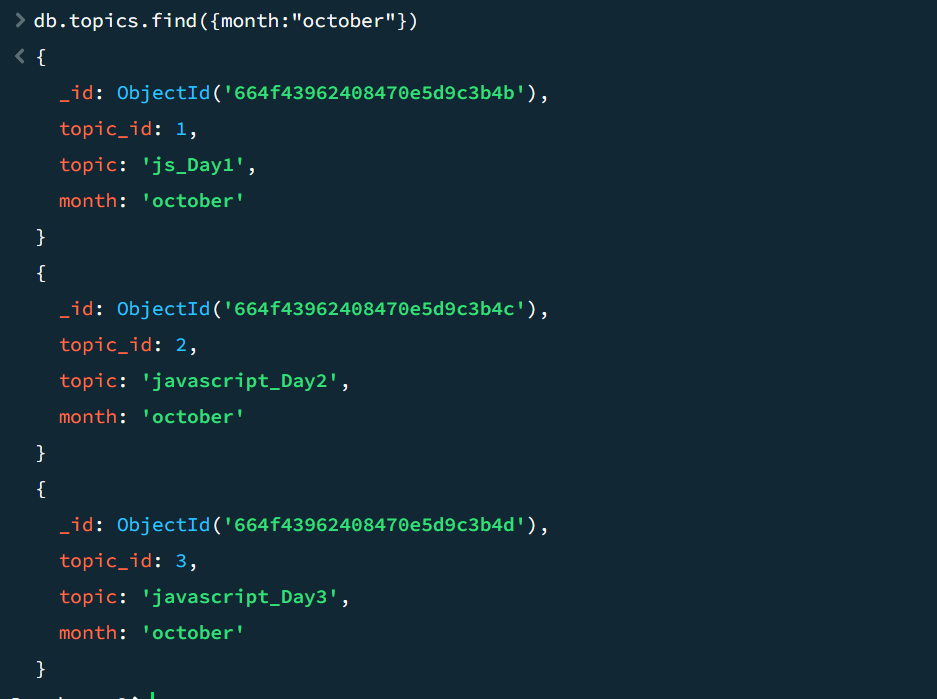 > db.topics.find({month:"october"})
< {
_id: ObjectId('664f43962408470e5d9c3b4b'),
topic_id: 1,
topic: 'js_Day1',
month: 'october'
}
{
_id: ObjectId('664f43962408470e5d9c3b4c'),
topic_id: 2,
topic: 'javascript_Day2',
month: 'october'
}
{
_id: ObjectId('664f43962408470e5d9c3b4d'),
topic_id: 3,
topic: 'javascript_Day3',
month: 'october'
}